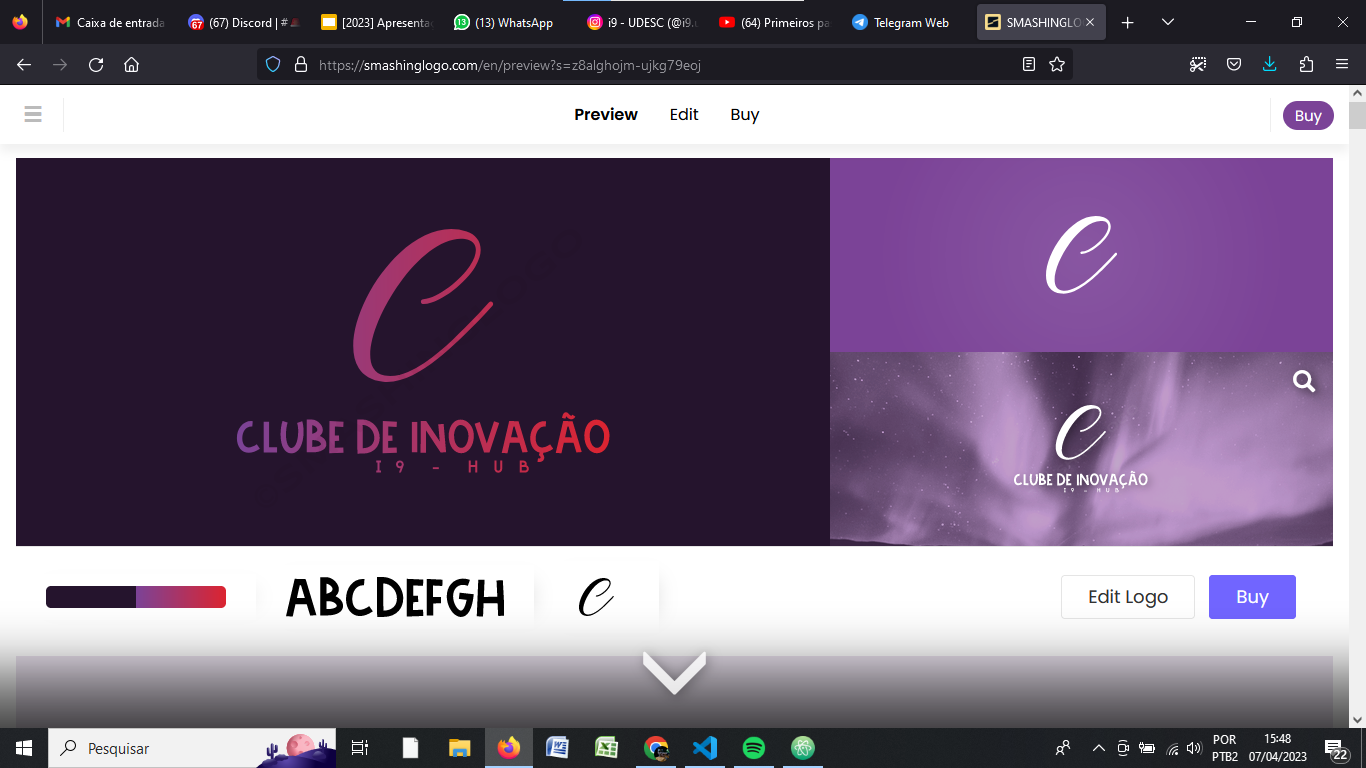 Caixa de entrada
(67) Discord | #
[2023] Apresentaç
(13) WhatsApp
i9 - UDESC (@i9.u
(64) Primeiros pa
Telegram Web
SMASHINGLO
https://smashinglogo.com/en/preview?s=z8alghojm-ujkg79eoj
Preview
Edit
Buy
Buy
C
CLUBE DE INOVAÇÃO
I9 - HUB
C
C
CLUBE DE INOVAÇÃO
I9 - HUB
ABCDEFGH
C
Edit Logo
Buy
Pesquisar
POR
PTB2
15:48
07/04/2023
22